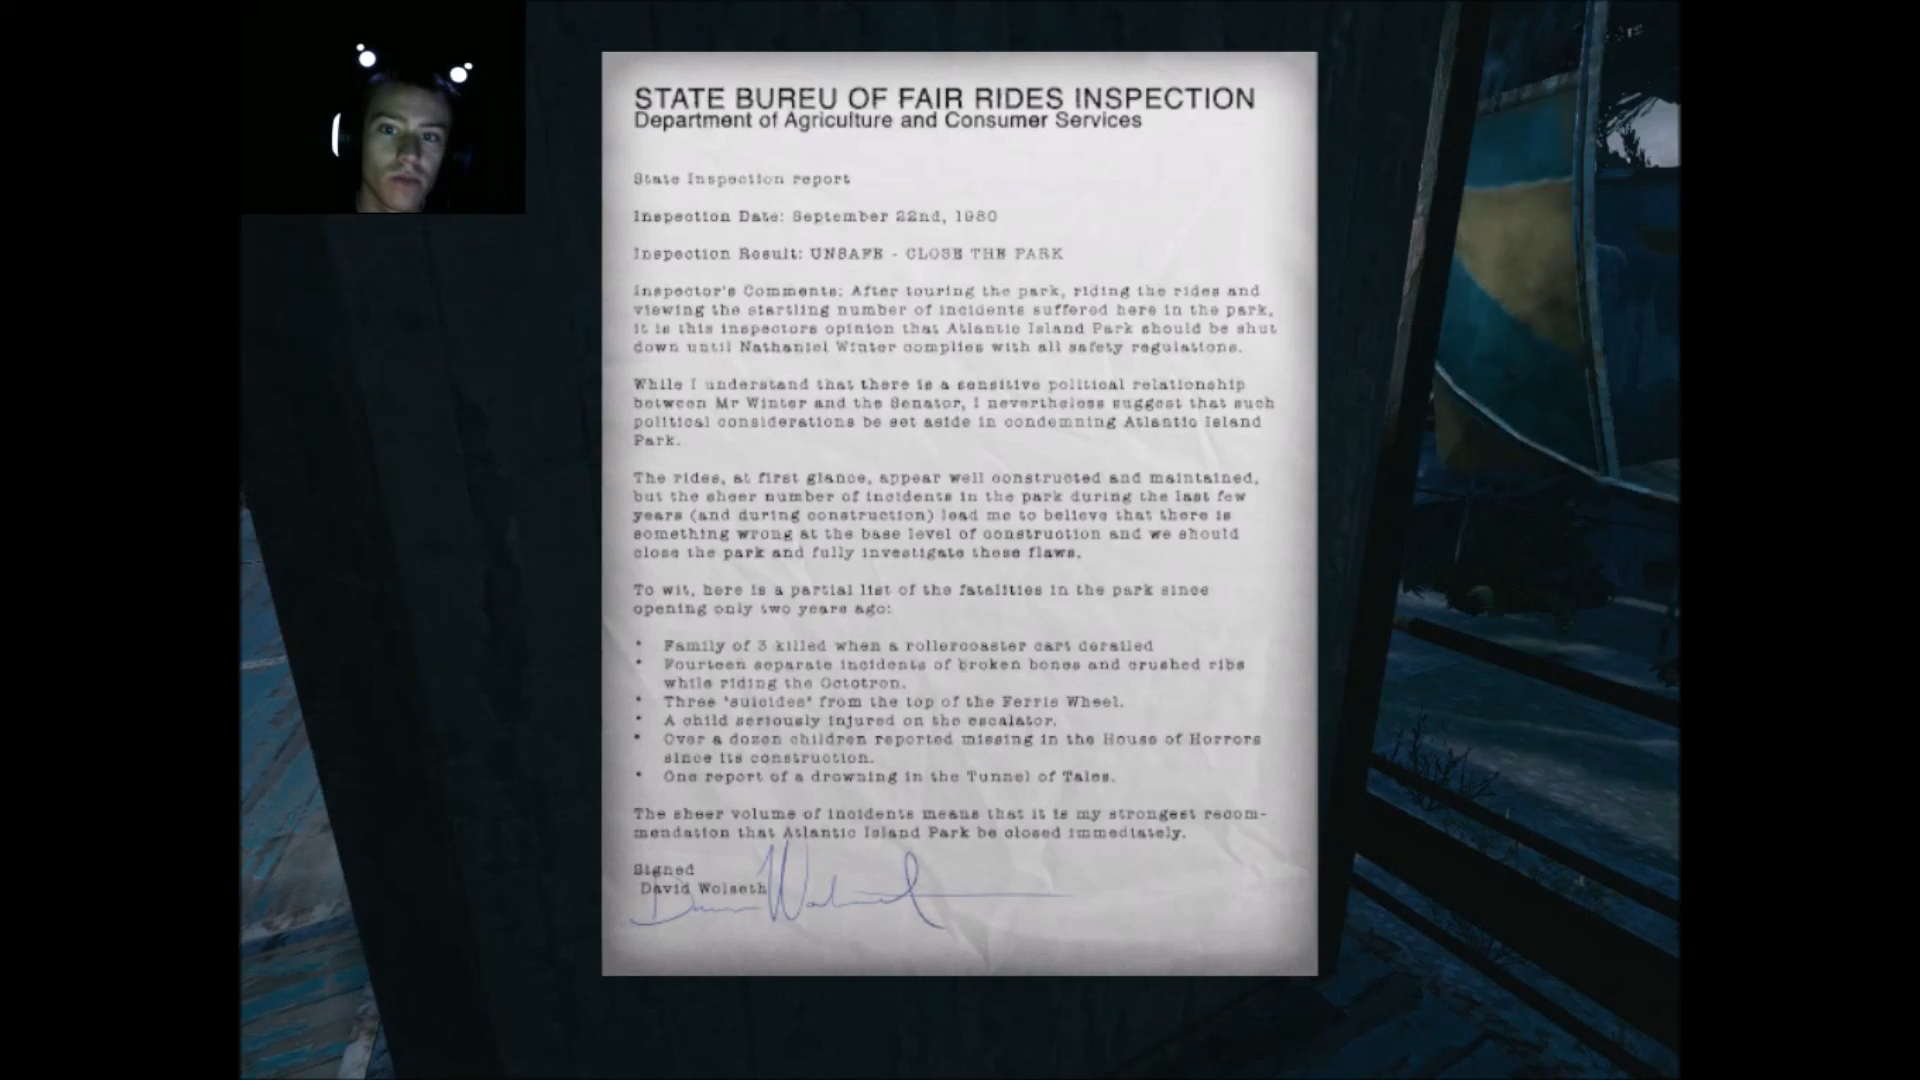 STATE BUREU OF FAIR RIDES INSPECTION
Department of Agriculture and Consumer Services
State Inspection report
Inspection Date: September 22nd, 1980
Inspection Result: UNSAFE - CLOSE THE PARK
Inspector's Comments: After touring the park, riding the rides and
viewing the startling number of incidents suffered here in the park,
it is this inspectors opinion that Atlantic Island Park should be shut
down until Nathaniel Winter complies with all safety regulations.
While I understand that there is a sensitive political relationship
between Mr Winter and the Senator, I nevertheless suggest that such
political considerations be set aside in condemning Atlantic Island
Park.
The rides, at first glance, appear well constructed and maintained,
but the sheer number of incidents in the park during the last few
years (and during construction) lead me to believe that there is
something wrong at the base level of construction and we should
close the park and fully investigate these flaws.
To wit, here is a partial list of the fatalities in the park since
opening only two years ago:
* Family of 3 killed when a rollercoaster cart derailed
* Fourteen separate incidents of broken bones and crushed ribs
while riding the Octotron.
* Three "suicides" from the top of the Ferris Wheel.
* A child seriously injured on the escalator.
* Over a dozen children reported missing in the House of Horrors
since its construction.
* One report of a drowning in the Tunnel of Tales.
The sheer volume of incidents means that it is my strongest recom-
mendation that Atlantic Island Park be closed immediately.
Signed
David Wolseth